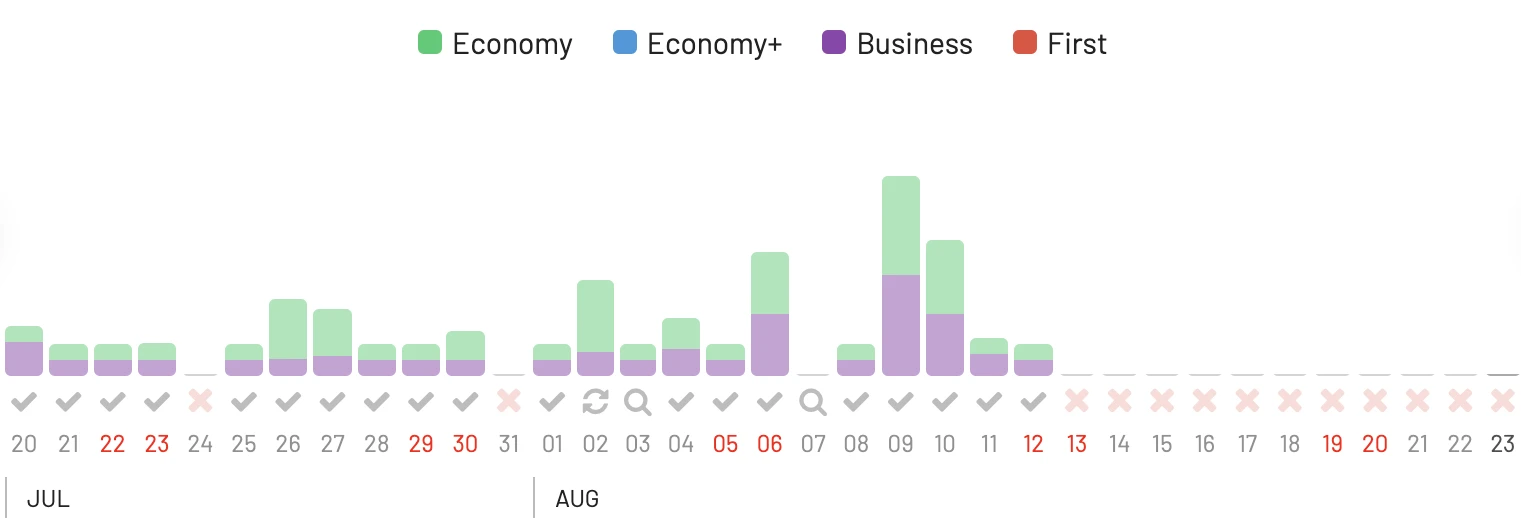 Economy Economy+ Business First
20 21 22 23 24 25 26 27 28 29 30 31 01 02 03 04 05 06 07 08 09 10 11 12 13 14 15 16 17 18 19 20 21 22 23
JUL AUG